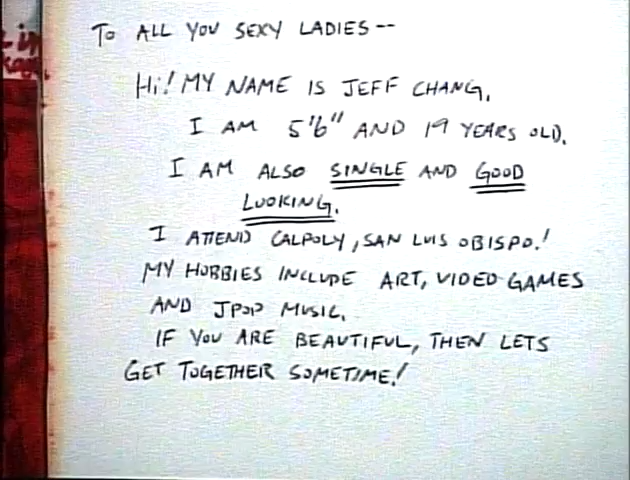 TO ALL YOU SEXY LADIES--
Hi! MY NAME IS JEFF CHANG,
I AM 5'6" AND 19 YEARS OLD.
I AM ALSO SINGLE AND GOOD
LOOKING.
I ATTEND CALPOLY, SAN LUIS OBISPO!
MY HOBBIES INCLUDE ART, VIDEO GAMES
AND JPOP MUSIC.
IF YOU ARE BEAUTIFUL, THEN LETS
GET TOGETHER SOMETIME!